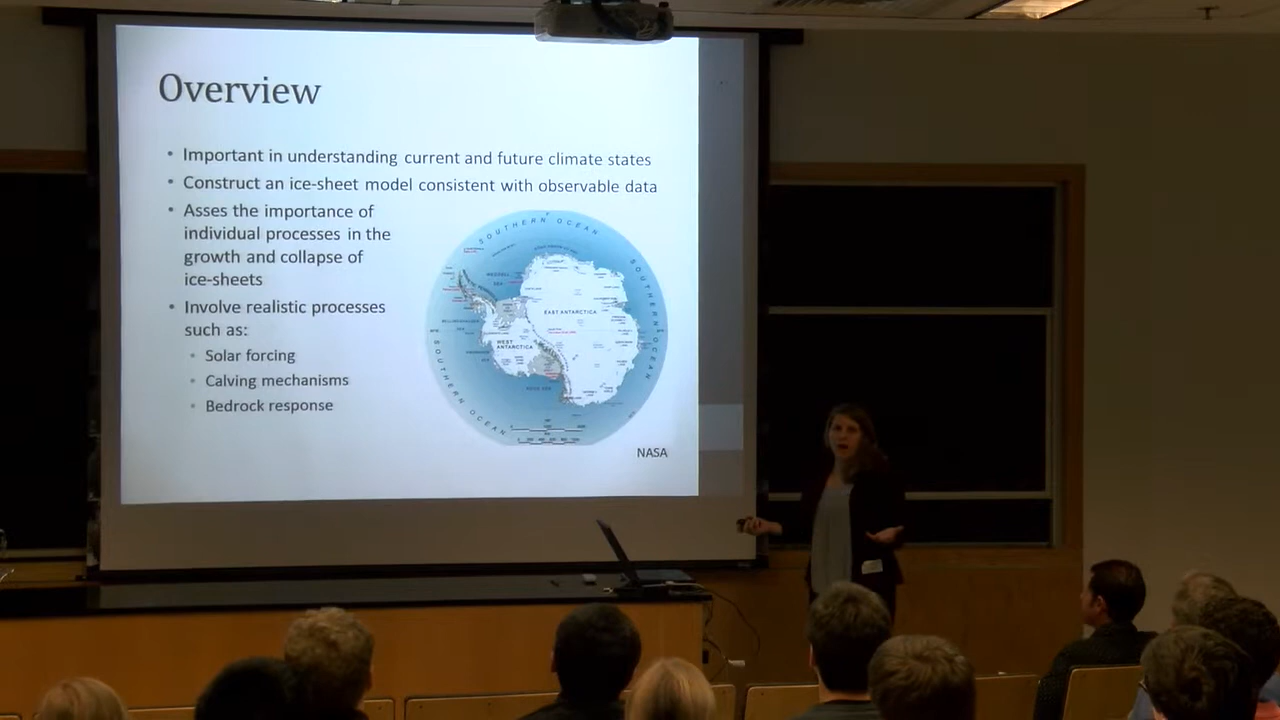 Overview
• Important in understanding current and future climate states
• Construct an ice-sheet model consistent with observable data
• Asses the importance of
individual processes in the
growth and collapse of
ice-sheets
• Involve realistic processes
such as:
• Solar forcing
• Calving mechanisms
• Bedrock response
SOUTHERN OCEAN
SOUTHERN OCEAN
SOUTHERN OCEAN
EAST ANTARCTICA
WEST
ANTARCTICA
NASA